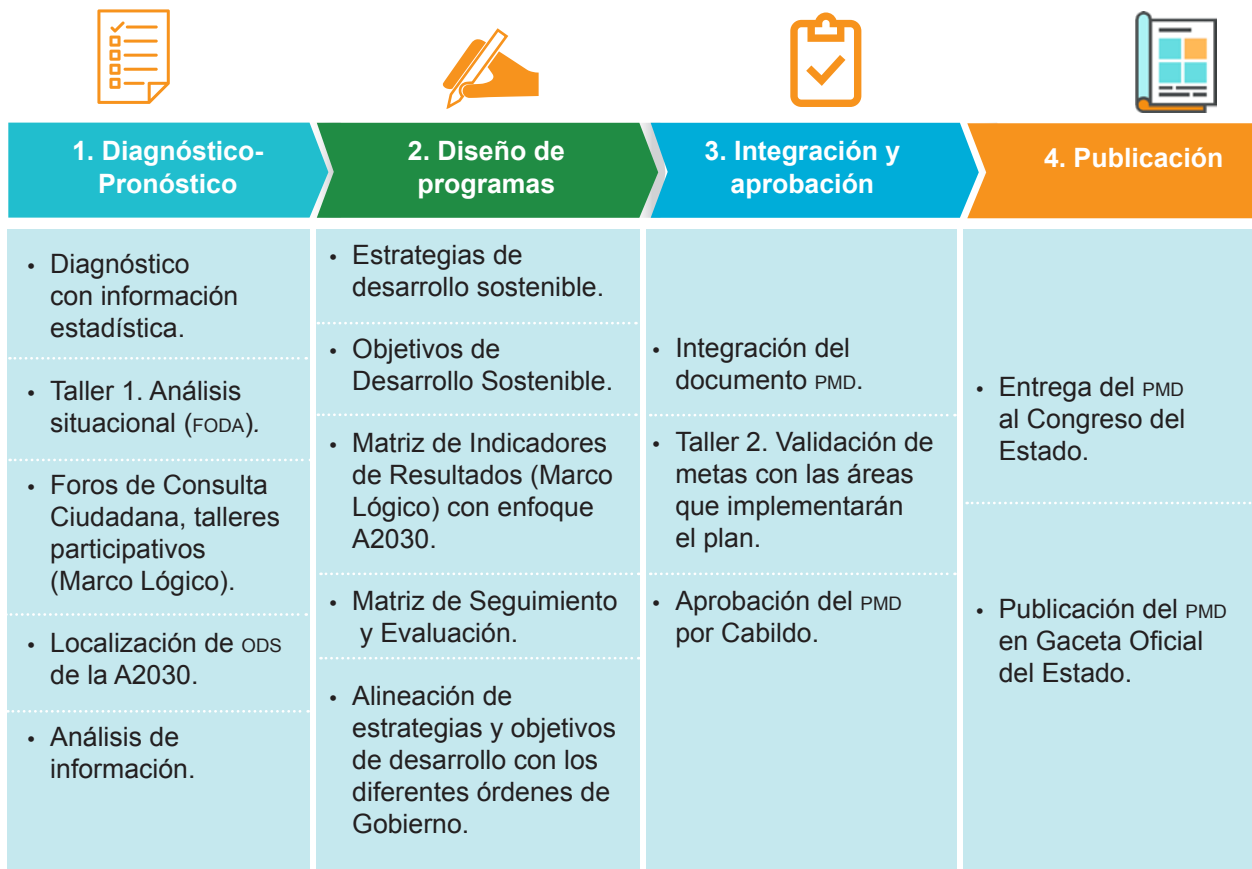 1. Diagnóstico-
Pronóstico
2. Diseño de
programas
3. Integración y
aprobación
4. Publicación
• Diagnóstico
con información
estadística.
• Taller 1. Análisis
situacional (FODA).
• Foros de Consulta
Ciudadana, talleres
participativos
(Marco Lógico).
• Localización de ODS
de la A2030.
• Análisis de
información.
• Estrategias de
desarrollo sostenible.
• Objetivos de
Desarrollo Sostenible.
• Matriz de Indicadores
de Resultados (Marco
Lógico) con enfoque
A2030.
• Matriz de Seguimiento
y Evaluación.
• Alineación de
estrategias y objetivos
de desarrollo con los
diferentes órdenes de
Gobierno.
• Integración del
documento PMD.
• Taller 2. Validación de
metas con las áreas
que implementarán
el plan.
• Aprobación del PMD
por Cabildo.
• Entrega del PMD
al Congreso del
Estado.
• Publicación del PMD
en Gaceta Oficial
del Estado.